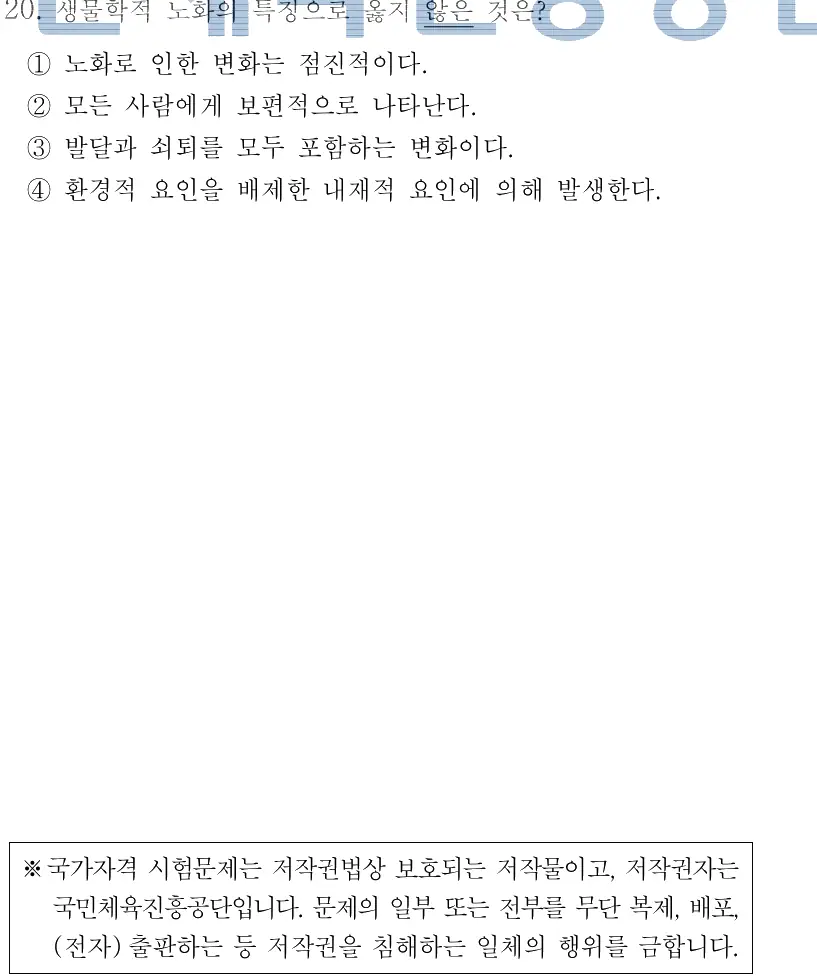 20. 생물학적 노화의 특징으로 옳지 않은 것은?
① 노화로 인한 변화는 점진적이다.
② 모든 사람에게 보편적으로 나타난다.
③ 발달과 쇠퇴를 모두 포함하는 변화이다.
④ 환경적 요인을 배제한 내재적 요인에 의해 발생한다.
※ 국가자격 시험문제는 저작권법상 보호되는 저작물이고, 저작권자는
국민체육진흥공단입니다. 문제의 일부 또는 전부를 무단 복제, 배포,
(전자) 출판하는 등 저작권을 침해하는 일체의 행위를 금합니다.